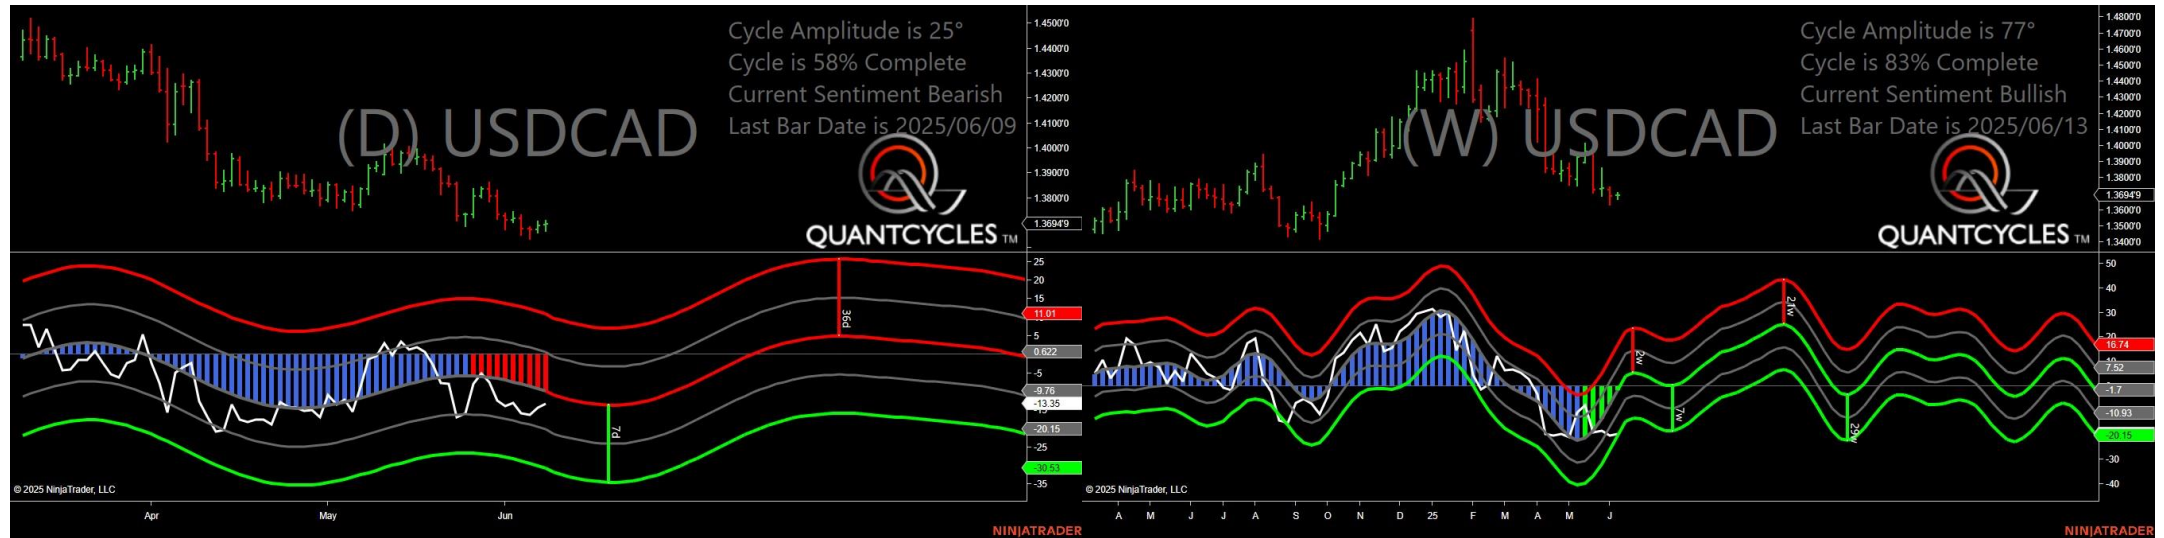 Cycle Amplitude is 25°
Cycle is 58% Complete
Current Sentiment Bearish
Last Bar Date is 2025/06/09
(D) USDCAD
QUANTCYCLES TM
1.4500'0
1.4400'0
1.4300'0
1.4200'0
1.4100'0
1.4000'0
1.3900'0
1.3800'0
1.3694'9
25
20
15
11.01
5
0.622
-5
-9.76
-13.35
-20.15
-25
-30.53
-35
36d
7d
© 2025 NinjaTrader, LLC
Apr May Jun
NINJATRADER
Cycle Amplitude is 77°
Cycle is 83% Complete
Current Sentiment Bullish
Last Bar Date is 2025/06/13
(W) USDCAD
QUANTCYCLES TM
1.4800'0
1.4700'0
1.4600'0
1.4500'0
1.4400'0
1.4300'0
1.4200'0
1.4100'0
1.4000'0
1.3900'0
1.3800'0
1.3694'9
1.3600'0
1.3500'0
1.3400'0
50
40
30
16.74
7.52
-1.7
-10.93
-20.15
-30
-40
2w
7w
29w
© 2025 NinjaTrader, LLC
A M J J A S O N D 25 F M A M J
NINJATRADER